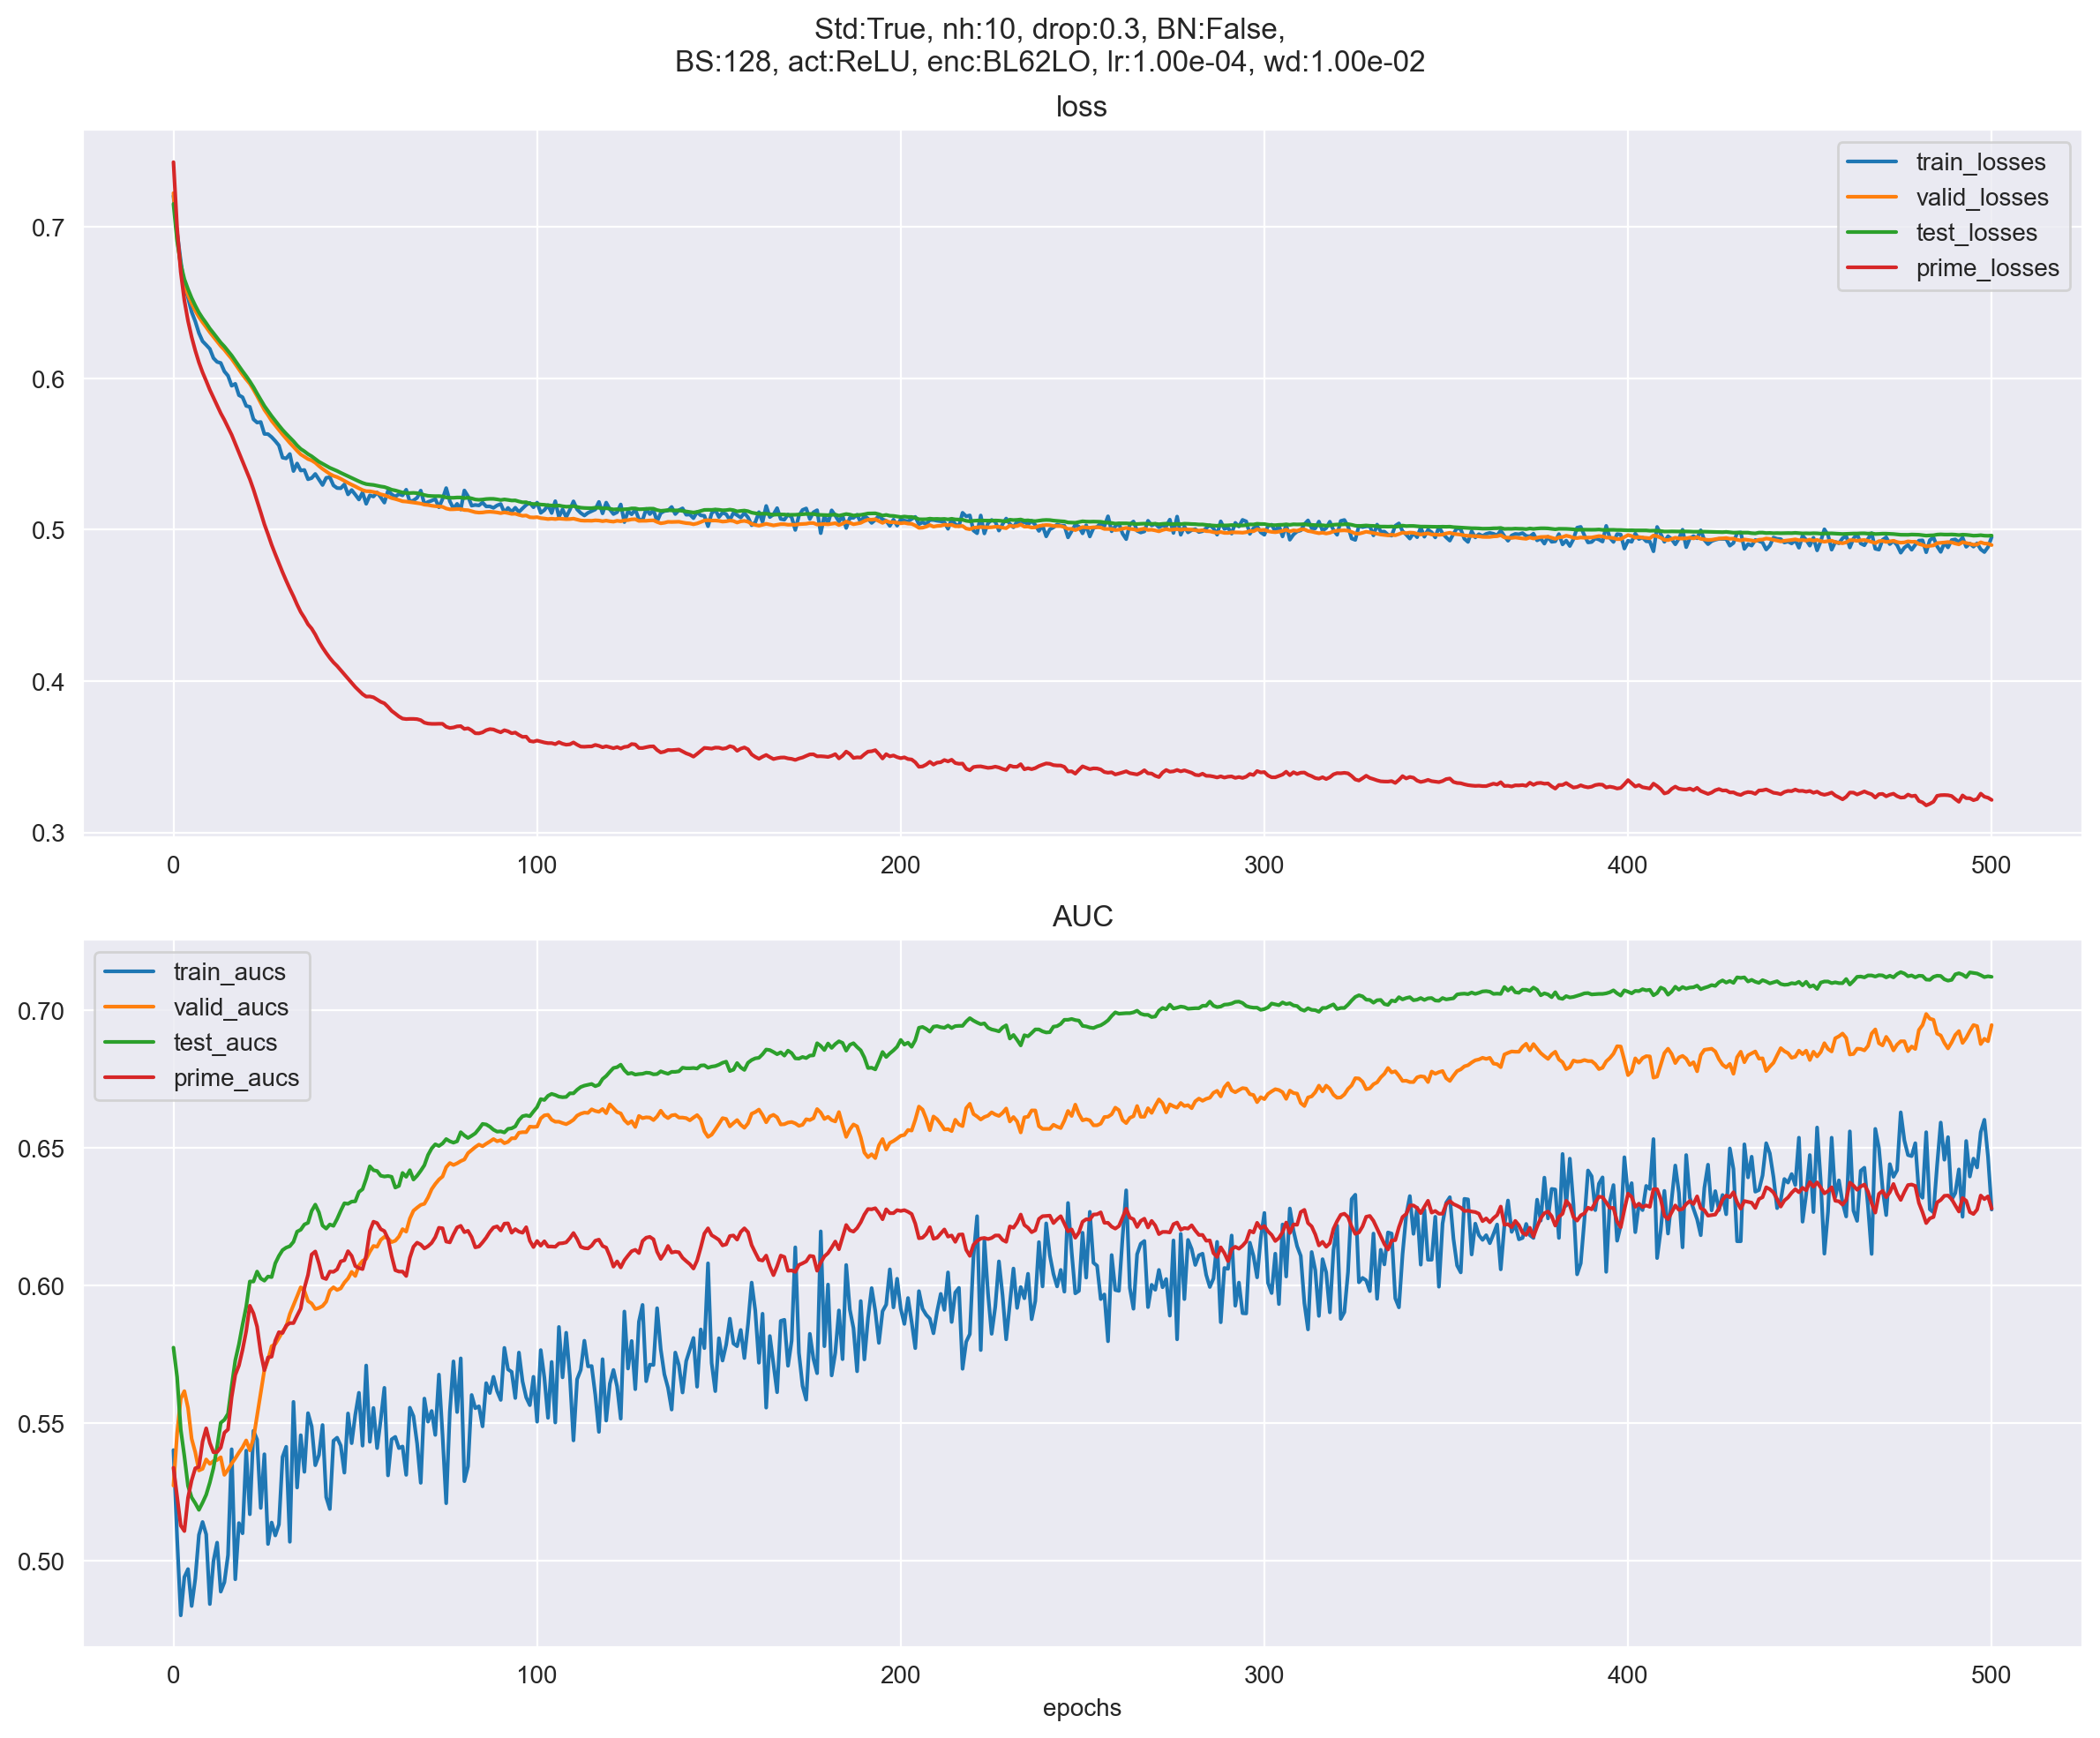 Std:True, nh:10, drop:0.3, BN:False,
BS:128, act:ReLU, enc:BL62LO, lr:1.00e-04, wd:1.00e-02
loss
train_losses
valid_losses
test_losses
prime_losses
0.7
0.6
0.5
0.4
0.3
0 100 200 300 400 500
AUC
train_aucs
valid_aucs
test_aucs
prime_aucs
0.70
0.65
0.60
0.55
0.50
0 100 200 300 400 500
epochs